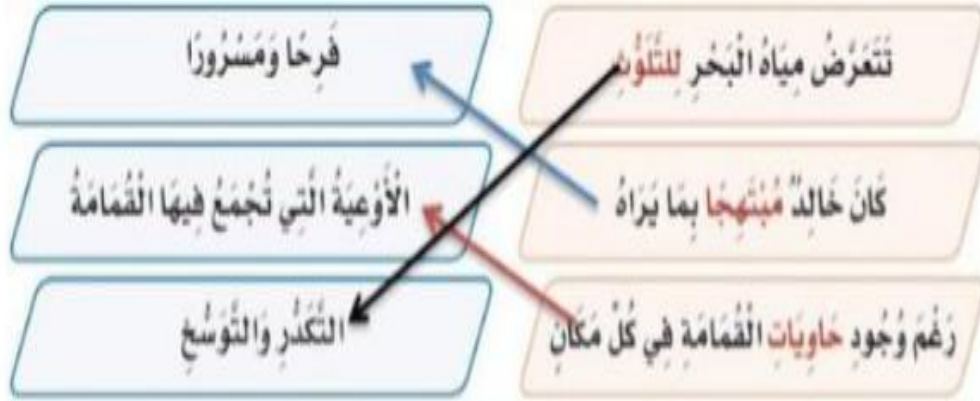 تَتَعَرَّضُ مِيَاهُ الْبَحْرِ لِلتَّلَوُّثِ
فَرِحًا وَمَسْرُورًا
كَانَ خَالِدٌ مُبْتَهِجًا بِمَا يَرَاهُ
الْأَوْعِيَةُ الَّتِي تُجْمَعُ فِيهَا الْقُمَامَةُ
رَغْمَ وُجُودِ حَاوِيَاتِ الْقُمَامَةِ فِي كُلِّ مَكَانٍ
التَّكَدُّرِ وَالتَّوَسُّخِ